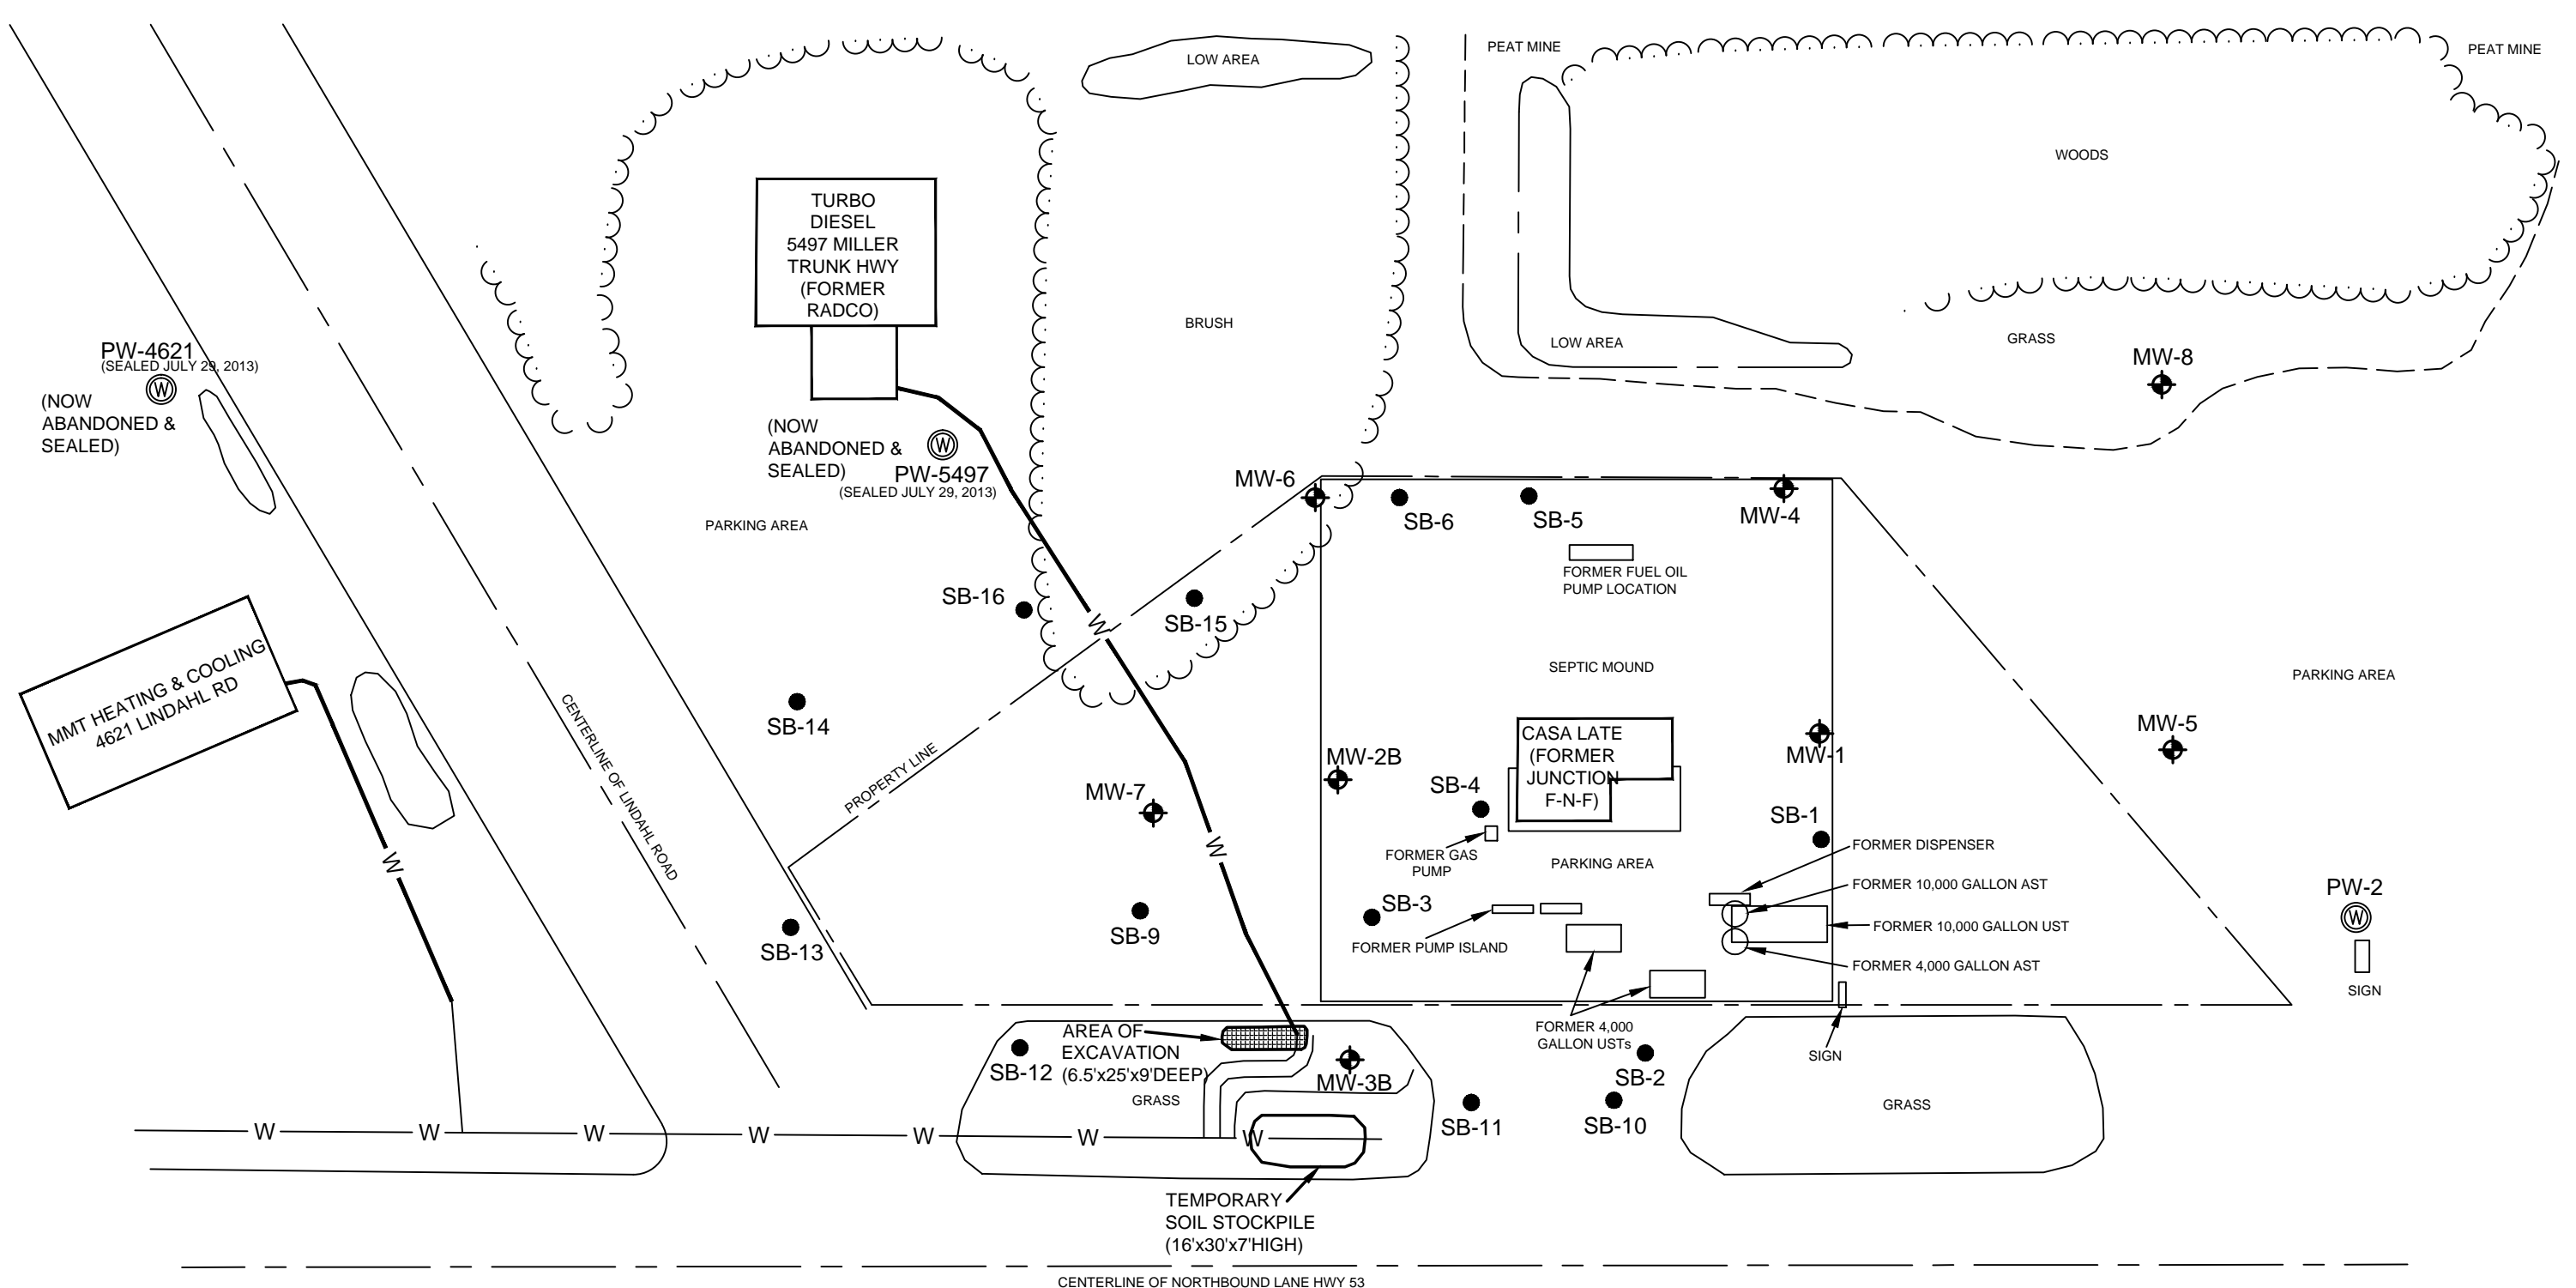 PEAT MINE
PEAT MINE
LOW AREA
WOODS
TURBO
DIESEL
5497 MILLER
TRUNK HWY
(FORMER
RADCO)
BRUSH
LOW AREA
GRASS
MW-8
PW-4621
(SEALED JULY 29, 2013)
W
(NOW
ABANDONED &
SEALED)
(NOW
ABANDONED &
SEALED)
W
PW-5497
(SEALED JULY 29, 2013)
PARKING AREA
MW-6
SB-6
SB-5
MW-4
FORMER FUEL OIL
PUMP LOCATION
SB-16
W
SB-15
SEPTIC MOUND
PARKING AREA
MMT HEATING & COOLING
4621 LINDAHL RD
CENTERLINE OF LINDAHL ROAD
SB-14
PROPERTY LINE
CASA LATE
(FORMER
JUNCTION
F-N-F)
MW-1
MW-5
MW-2B
SB-4
MW-7
SB-1
W
W
FORMER GAS
PUMP
PARKING AREA
FORMER DISPENSER
FORMER 10,000 GALLON AST
FORMER 10,000 GALLON UST
FORMER 4,000 GALLON AST
PW-2
W
SIGN
SB-3
SB-9
SB-13
FORMER PUMP ISLAND
FORMER 4,000
GALLON USTs
SIGN
AREA OF
EXCAVATION
(6.5'x25'x9'DEEP)
SB-12
MW-3B
SB-2
GRASS
GRASS
SB-11
SB-10
W
W
W
W
W
W
W
TEMPORARY
SOIL STOCKPILE
(16'x30'x7'HIGH)
CENTERLINE OF NORTHBOUND LANE HWY 53